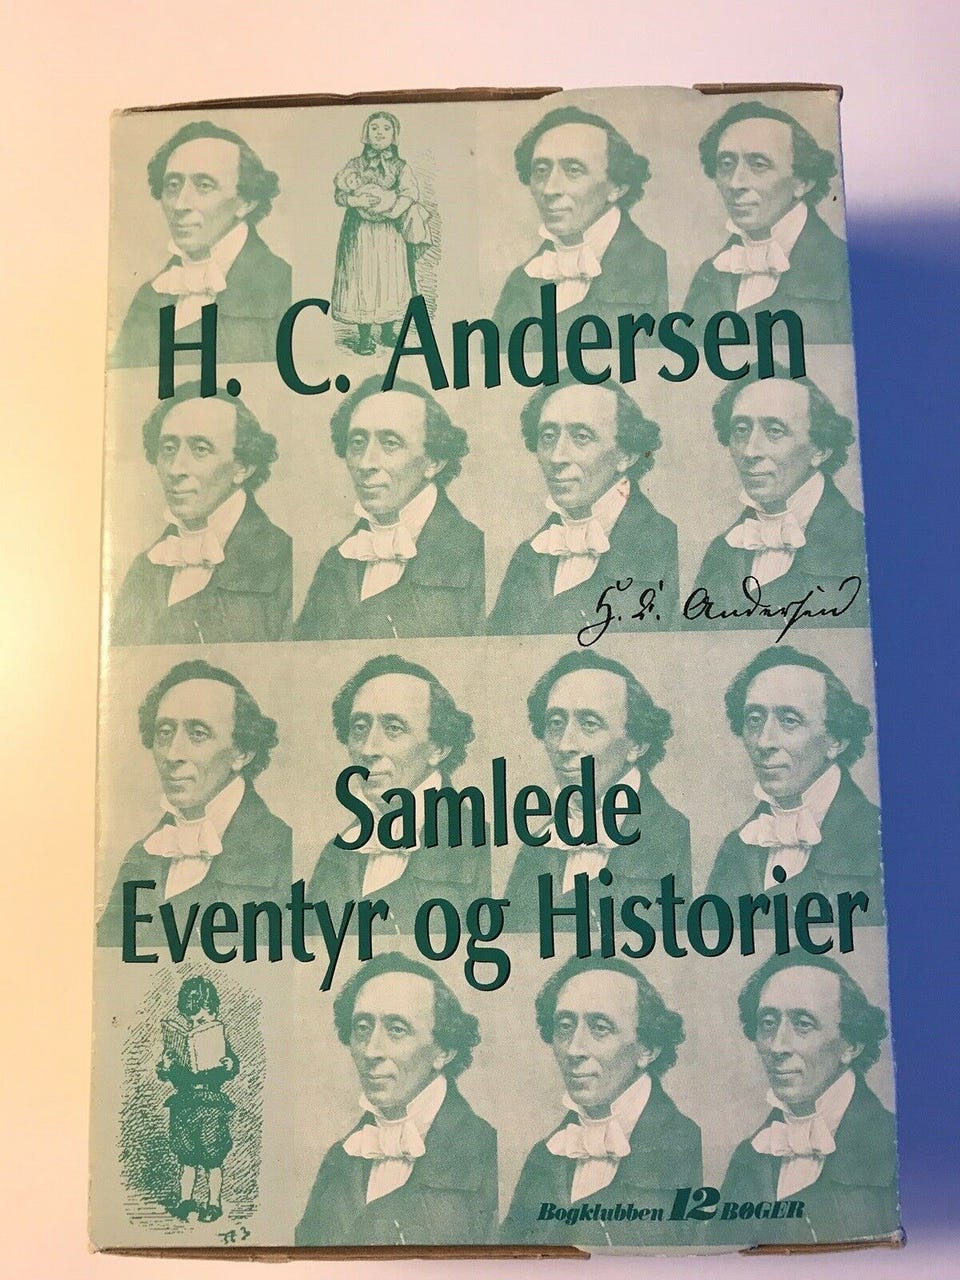 H. C. Andersen
H. C. Andersen
Samlede
Eventyr og Historier
Bogklubben 12 BØGER